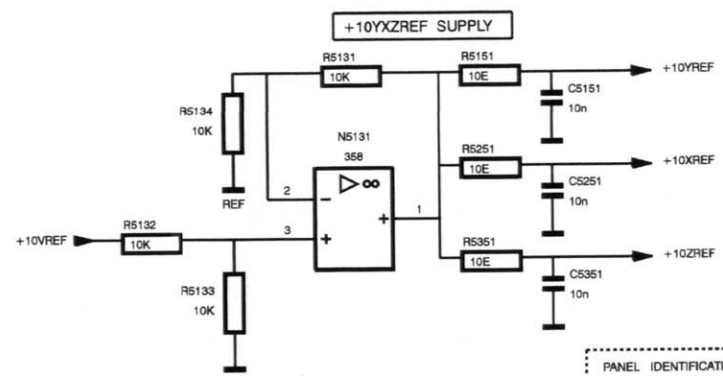 +10YXZREF SUPPLY
R5131
10K
R5151
10E
+10YREF
C5151
10n
R5134
10K
N5131
358
R5251
10E
+10XREF
C5251
10n
REF
2
3
1
+10VREF
R5132
10K
R5351
10E
+10ZREF
C5351
10n
R5133
10K
PANEL IDENTIFICATI